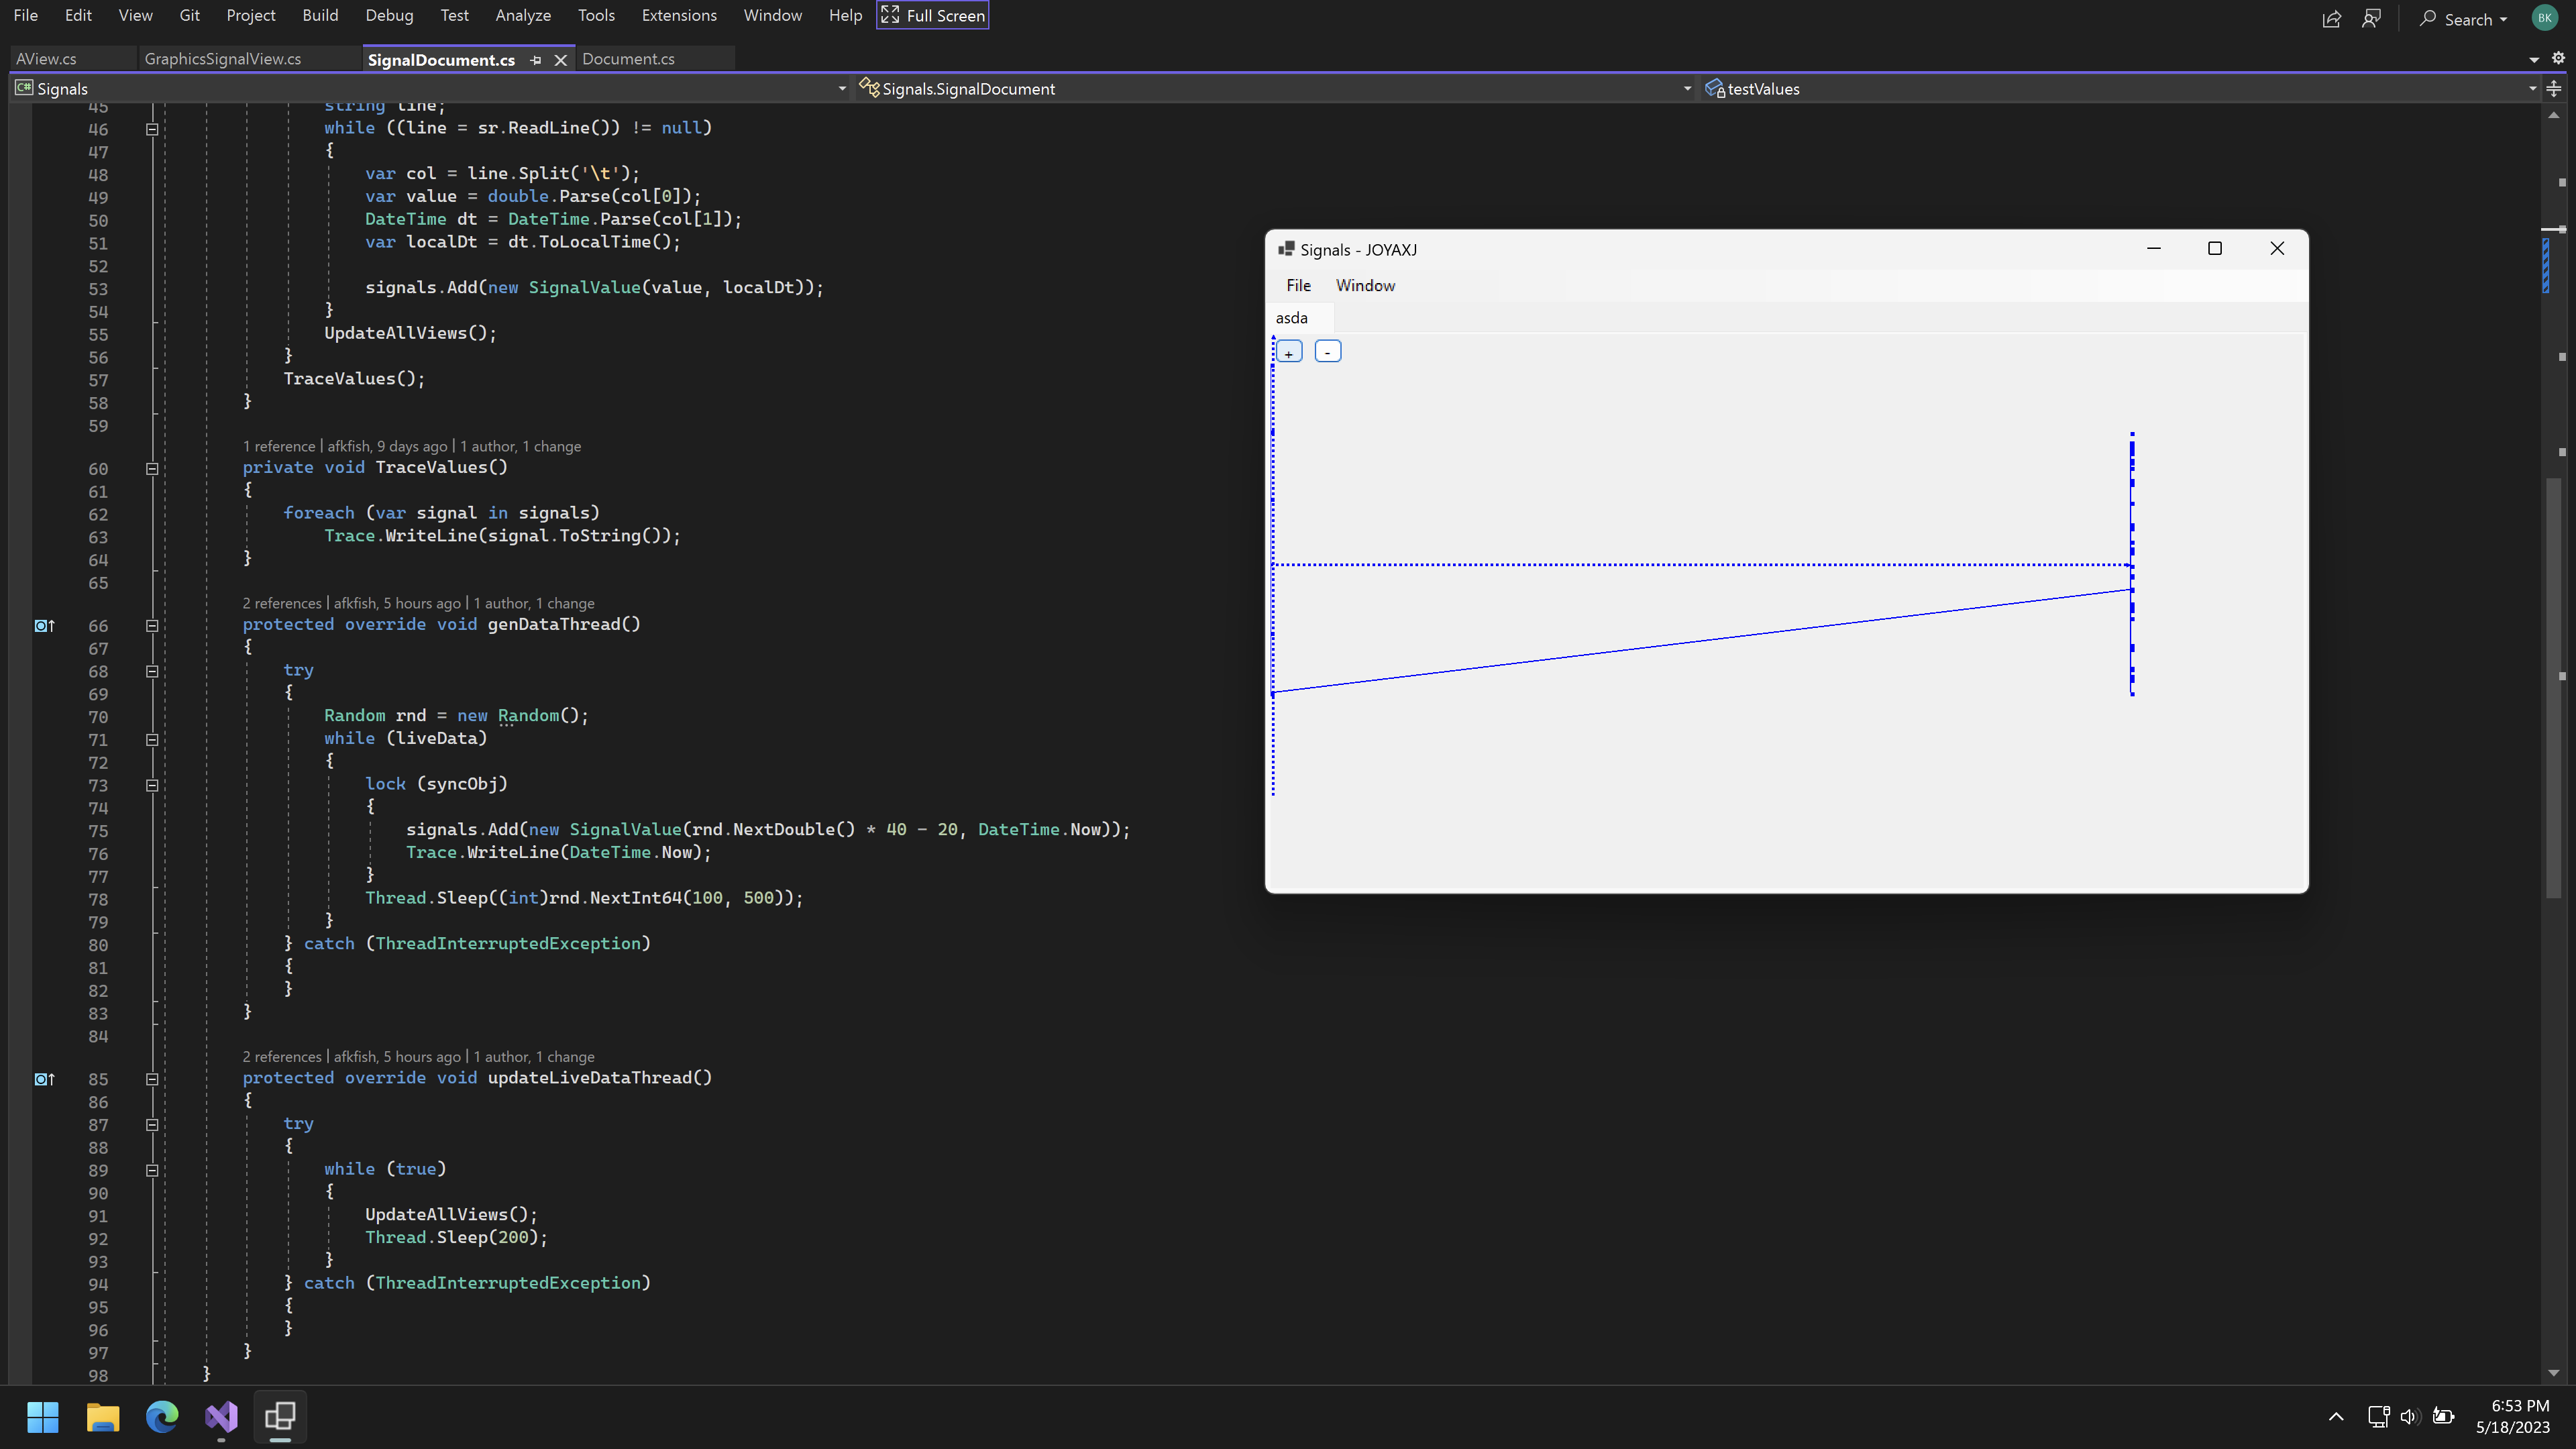 File Edit View Git Project Build Debug Test Analyze Tools Extensions Window Help Full Screen Search BK
AView.cs GraphicsSignalView.cs SignalDocument.cs Document.cs
C# Signals Signals.SignalDocument testValues
45 string line;
46 while ((line = sr.ReadLine()) != null)
47 {
48 var col = line.Split('\t');
49 var value = double.Parse(col[0]);
50 DateTime dt = DateTime.Parse(col[1]);
51 var localDt = dt.ToLocalTime();
52
53 signals.Add(new SignalValue(value, localDt));
54 }
55 UpdateAllViews();
56 }
57 TraceValues();
58 }
59
1 reference | afkfish, 9 days ago | 1 author, 1 change
60 private void TraceValues()
61 {
62 foreach (var signal in signals)
63 Trace.WriteLine(signal.ToString());
64 }
65
2 references | afkfish, 5 hours ago | 1 author, 1 change
66 protected override void genDataThread()
67 {
68 try
69 {
70 Random rnd = new Random();
71 while (liveData)
72 {
73 lock (syncObj)
74 {
75 signals.Add(new SignalValue(rnd.NextDouble() * 40 - 20, DateTime.Now));
76 Trace.WriteLine(DateTime.Now);
77 }
78 Thread.Sleep((int)rnd.NextInt64(100, 500));
79 }
80 } catch (ThreadInterruptedException)
81 {
82 }
83 }
84
2 references | afkfish, 5 hours ago | 1 author, 1 change
85 protected override void updateLiveDataThread()
86 {
87 try
88 {
89 while (true)
90 {
91 UpdateAllViews();
92 Thread.Sleep(200);
93 }
94 } catch (ThreadInterruptedException)
95 {
96 }
97 }
98 }
Signals - JOYAXJ
File Window
asda
+ -
6:53 PM
5/18/2023